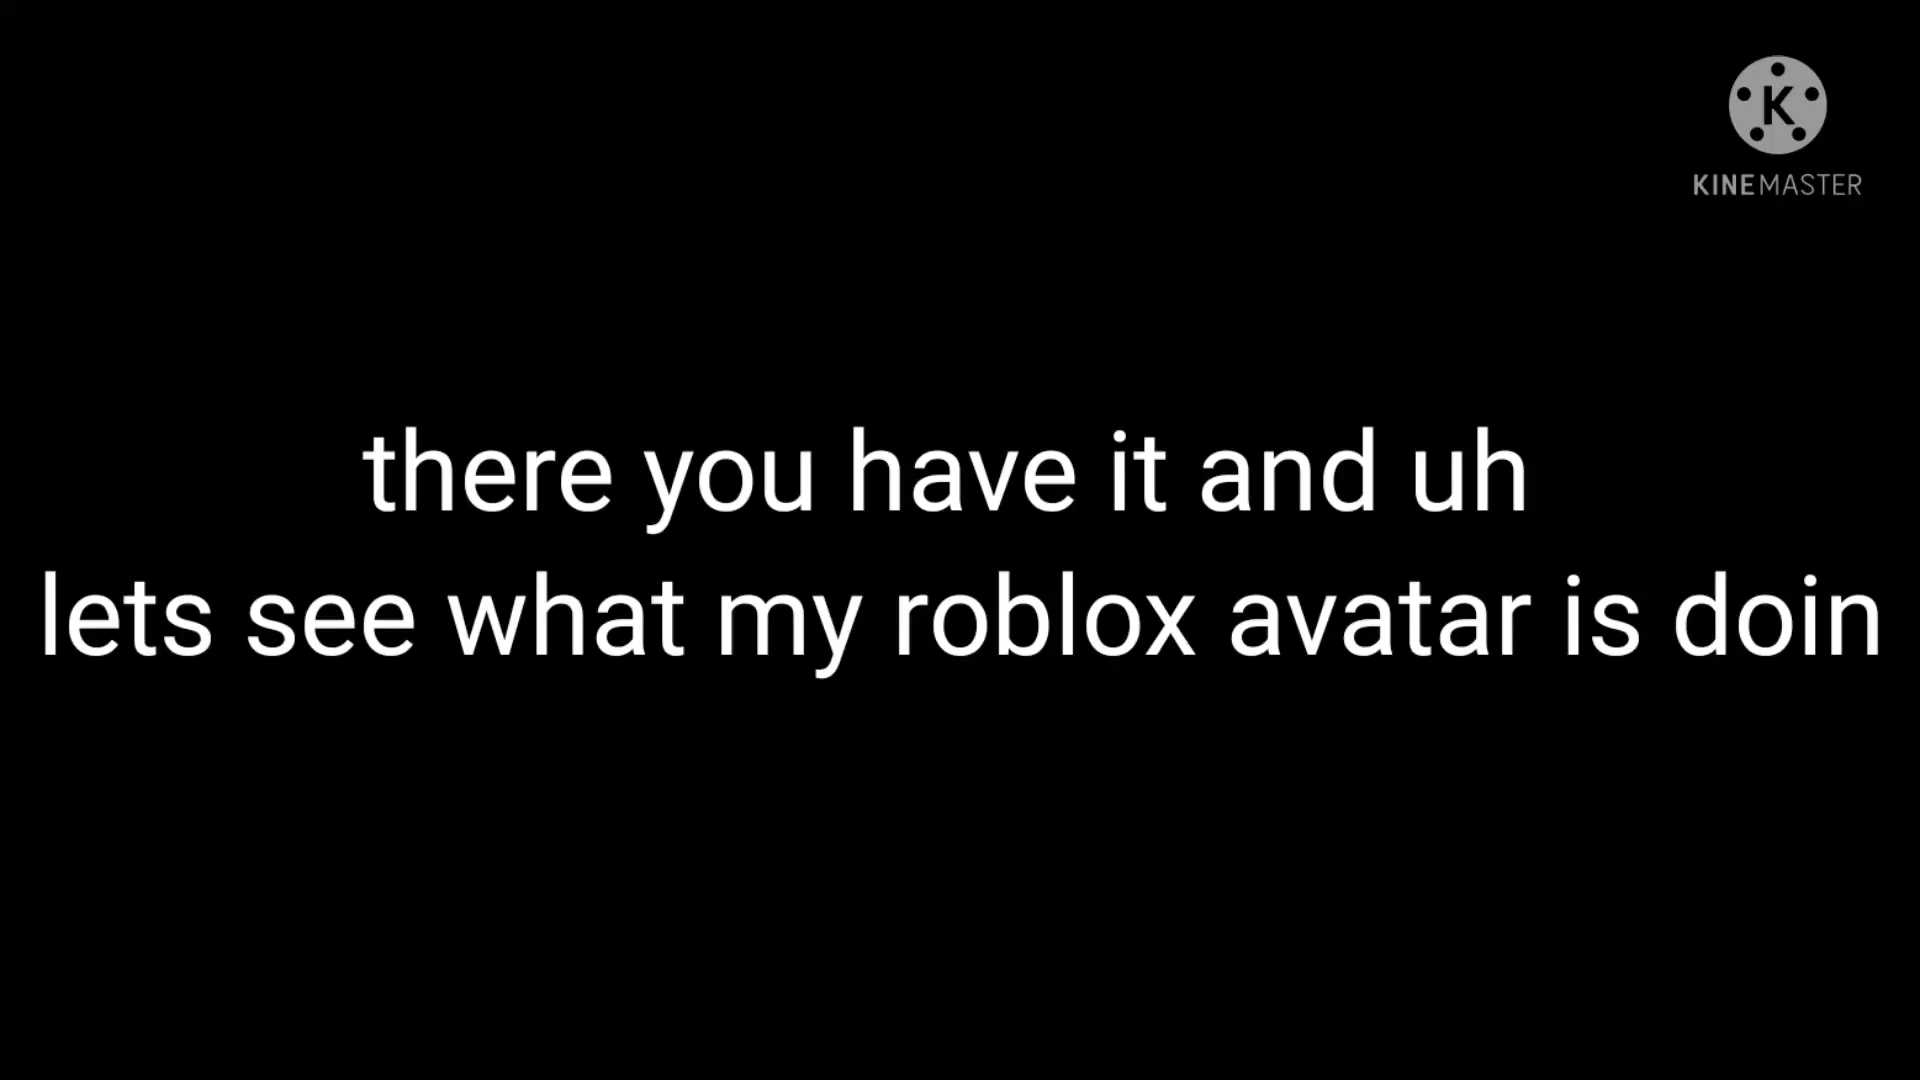 K
KINEMASTER
there you have it and uh
lets see what my roblox avatar is doin